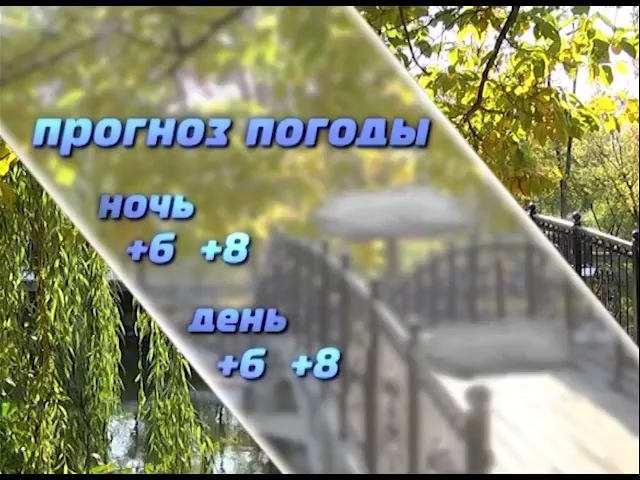 прогноз погоды
ночь
+6 +8
день
+6 +8